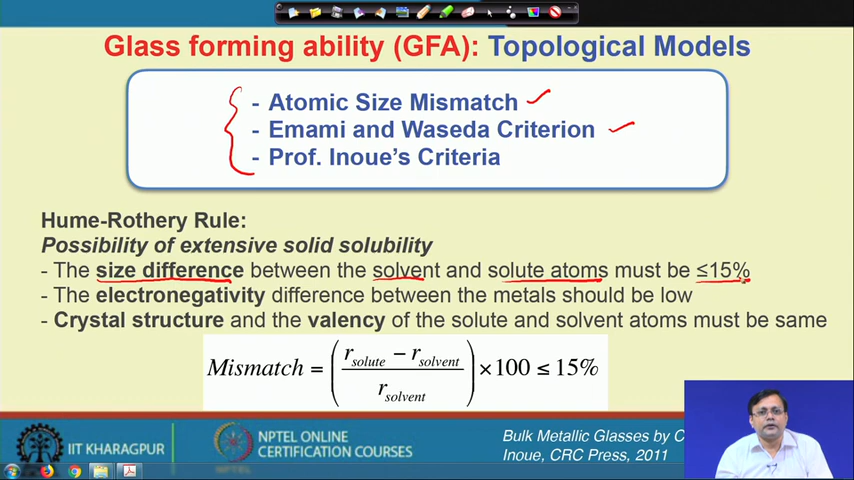 Glass forming ability (GFA): Topological Models
- Atomic Size Mismatch
- Emami and Waseda Criterion
- Prof. Inoue's Criteria
Hume-Rothery Rule:
Possibility of extensive solid solubility
- The size difference between the solvent and solute atoms must be ≤15%
- The electronegativity difference between the metals should be low
- Crystal structure and the valency of the solute and solvent atoms must be same
Mismatch = ( (r_solute − r_solvent) / r_solvent ) × 100 ≤ 15%
IIT KHARAGPUR
NPTEL ONLINE
CERTIFICATION COURSES
Bulk Metallic Glasses by C
Inoue, CRC Press, 2011